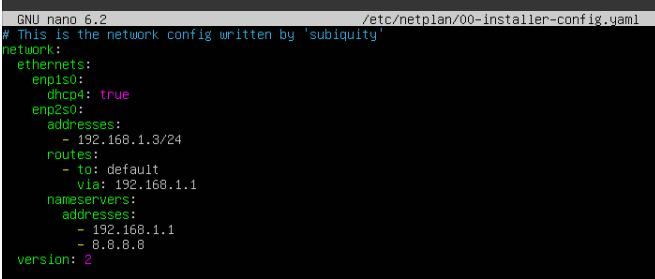 GNU nano 6.2 /etc/netplan/00-installer-config.yaml
# This is the network config written by 'subiquity'
network:
  ethernets:
    enp1s0:
      dhcp4: true
    enp2s0:
      addresses:
        - 192.168.1.3/24
      routes:
        - to: default
          via: 192.168.1.1
      nameservers:
        addresses:
          - 192.168.1.1
          - 8.8.8.8
  version: 2